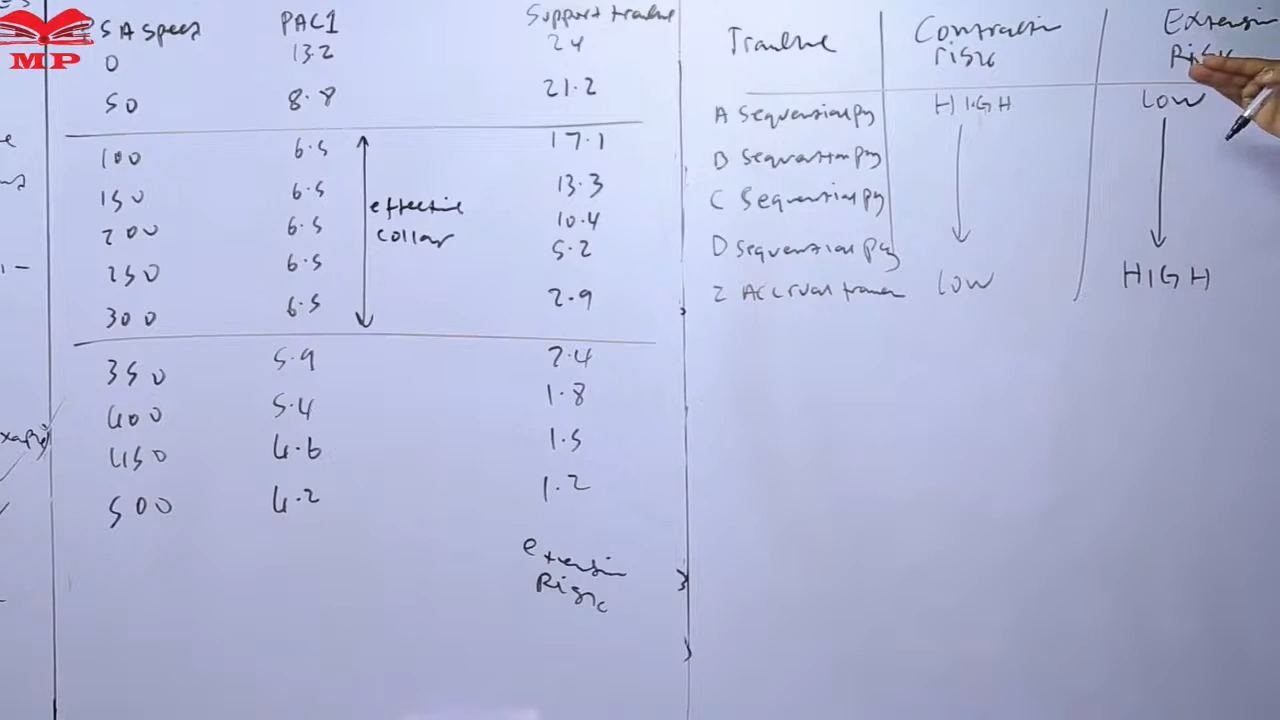 PSA Speed PAC1 Support tranche
0 13.2 24
50 8.8 21.2
100 6.5 17.1
150 6.5 13.3
200 6.5 10.4
250 6.5 5.2
300 6.5 2.9
effective
collar
350 5.9 2.4
400 5.4 1.8
450 4.6 1.5
500 4.2 1.2
extension
Risk
Tranche Contraction risk Extension Risk
A Sequential pay HIGH LOW
B Sequential pay
C Sequential pay
D Sequential pay
Z Accrual tranche LOW HIGH
MP